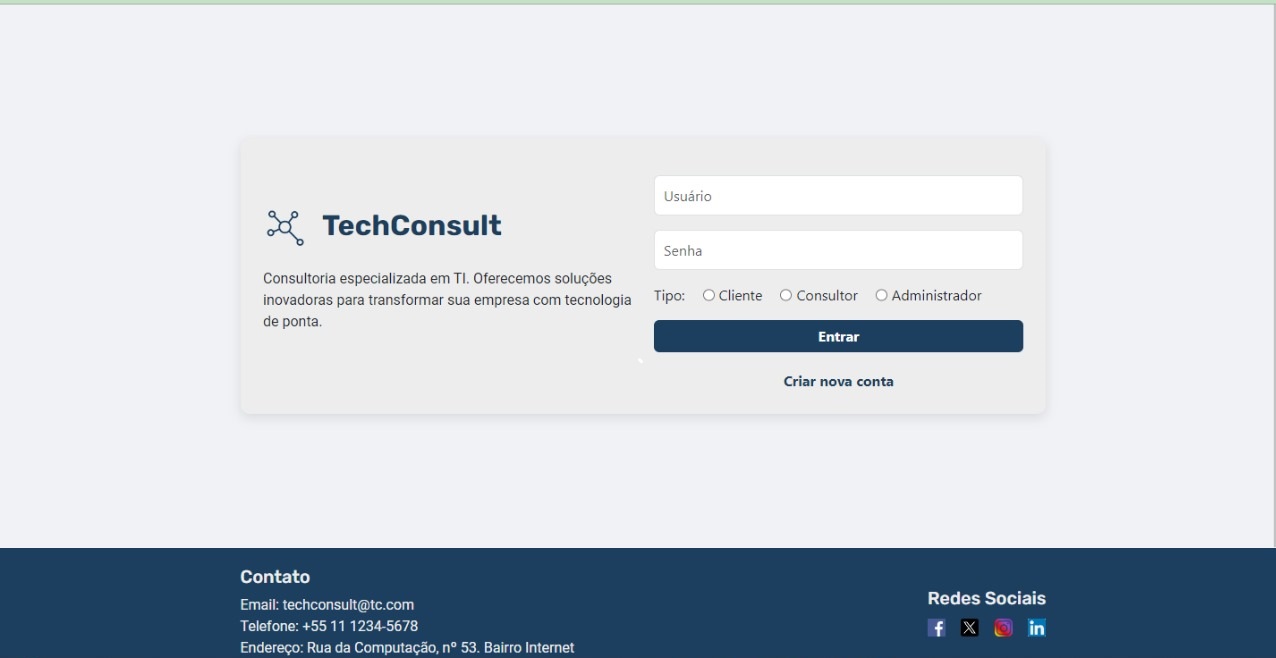 TechConsult
Consultoria especializada em TI. Oferecemos soluções
inovadoras para transformar sua empresa com tecnologia
de ponta.
Usuário
Senha
Tipo: Cliente Consultor Administrador
Entrar
Criar nova conta
Contato
Email: techconsult@tc.com
Telefone: +55 11 1234-5678
Endereço: Rua da Computação, nº 53. Bairro Internet
Redes Sociais